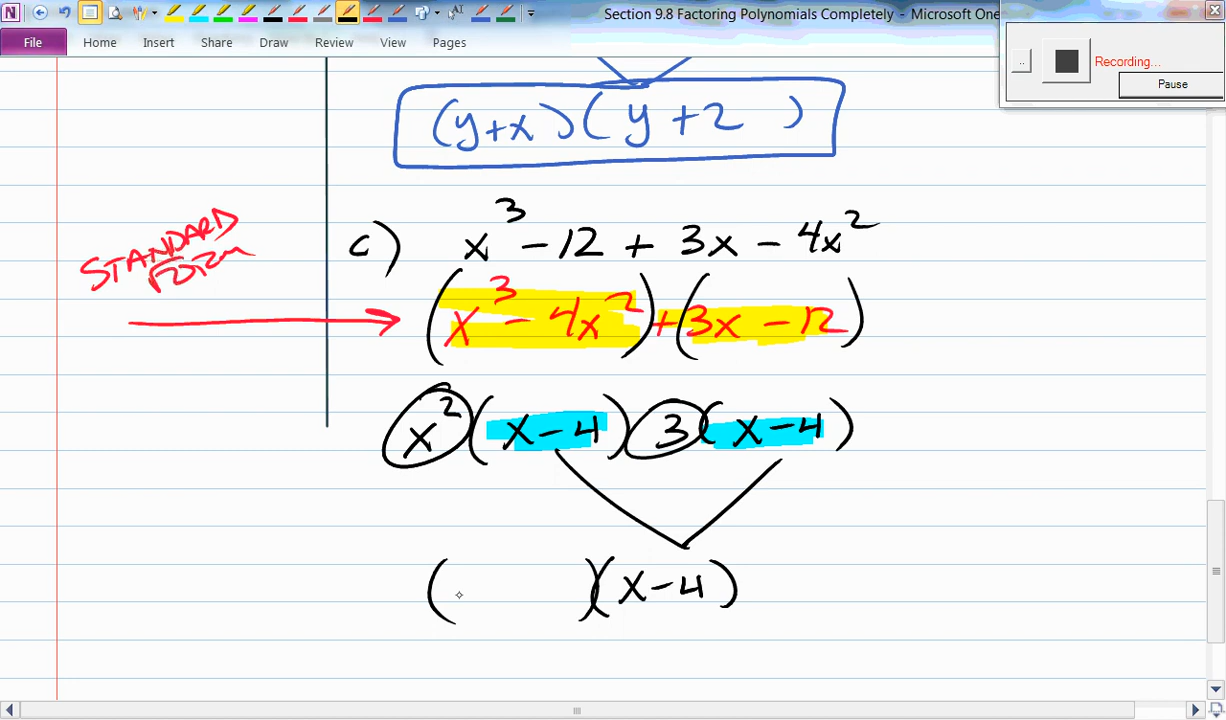 Section 9.8 Factoring Polynomials Completely - Microsoft One
File Home Insert Share Draw Review View Pages
Recording...
Pause
(y+x)(y+2)
c) x³ - 12 + 3x - 4x²
STANDARD
FORM
(x³ - 4x²) + (3x - 12)
x²(x-4) 3(x-4)
( )(x-4)